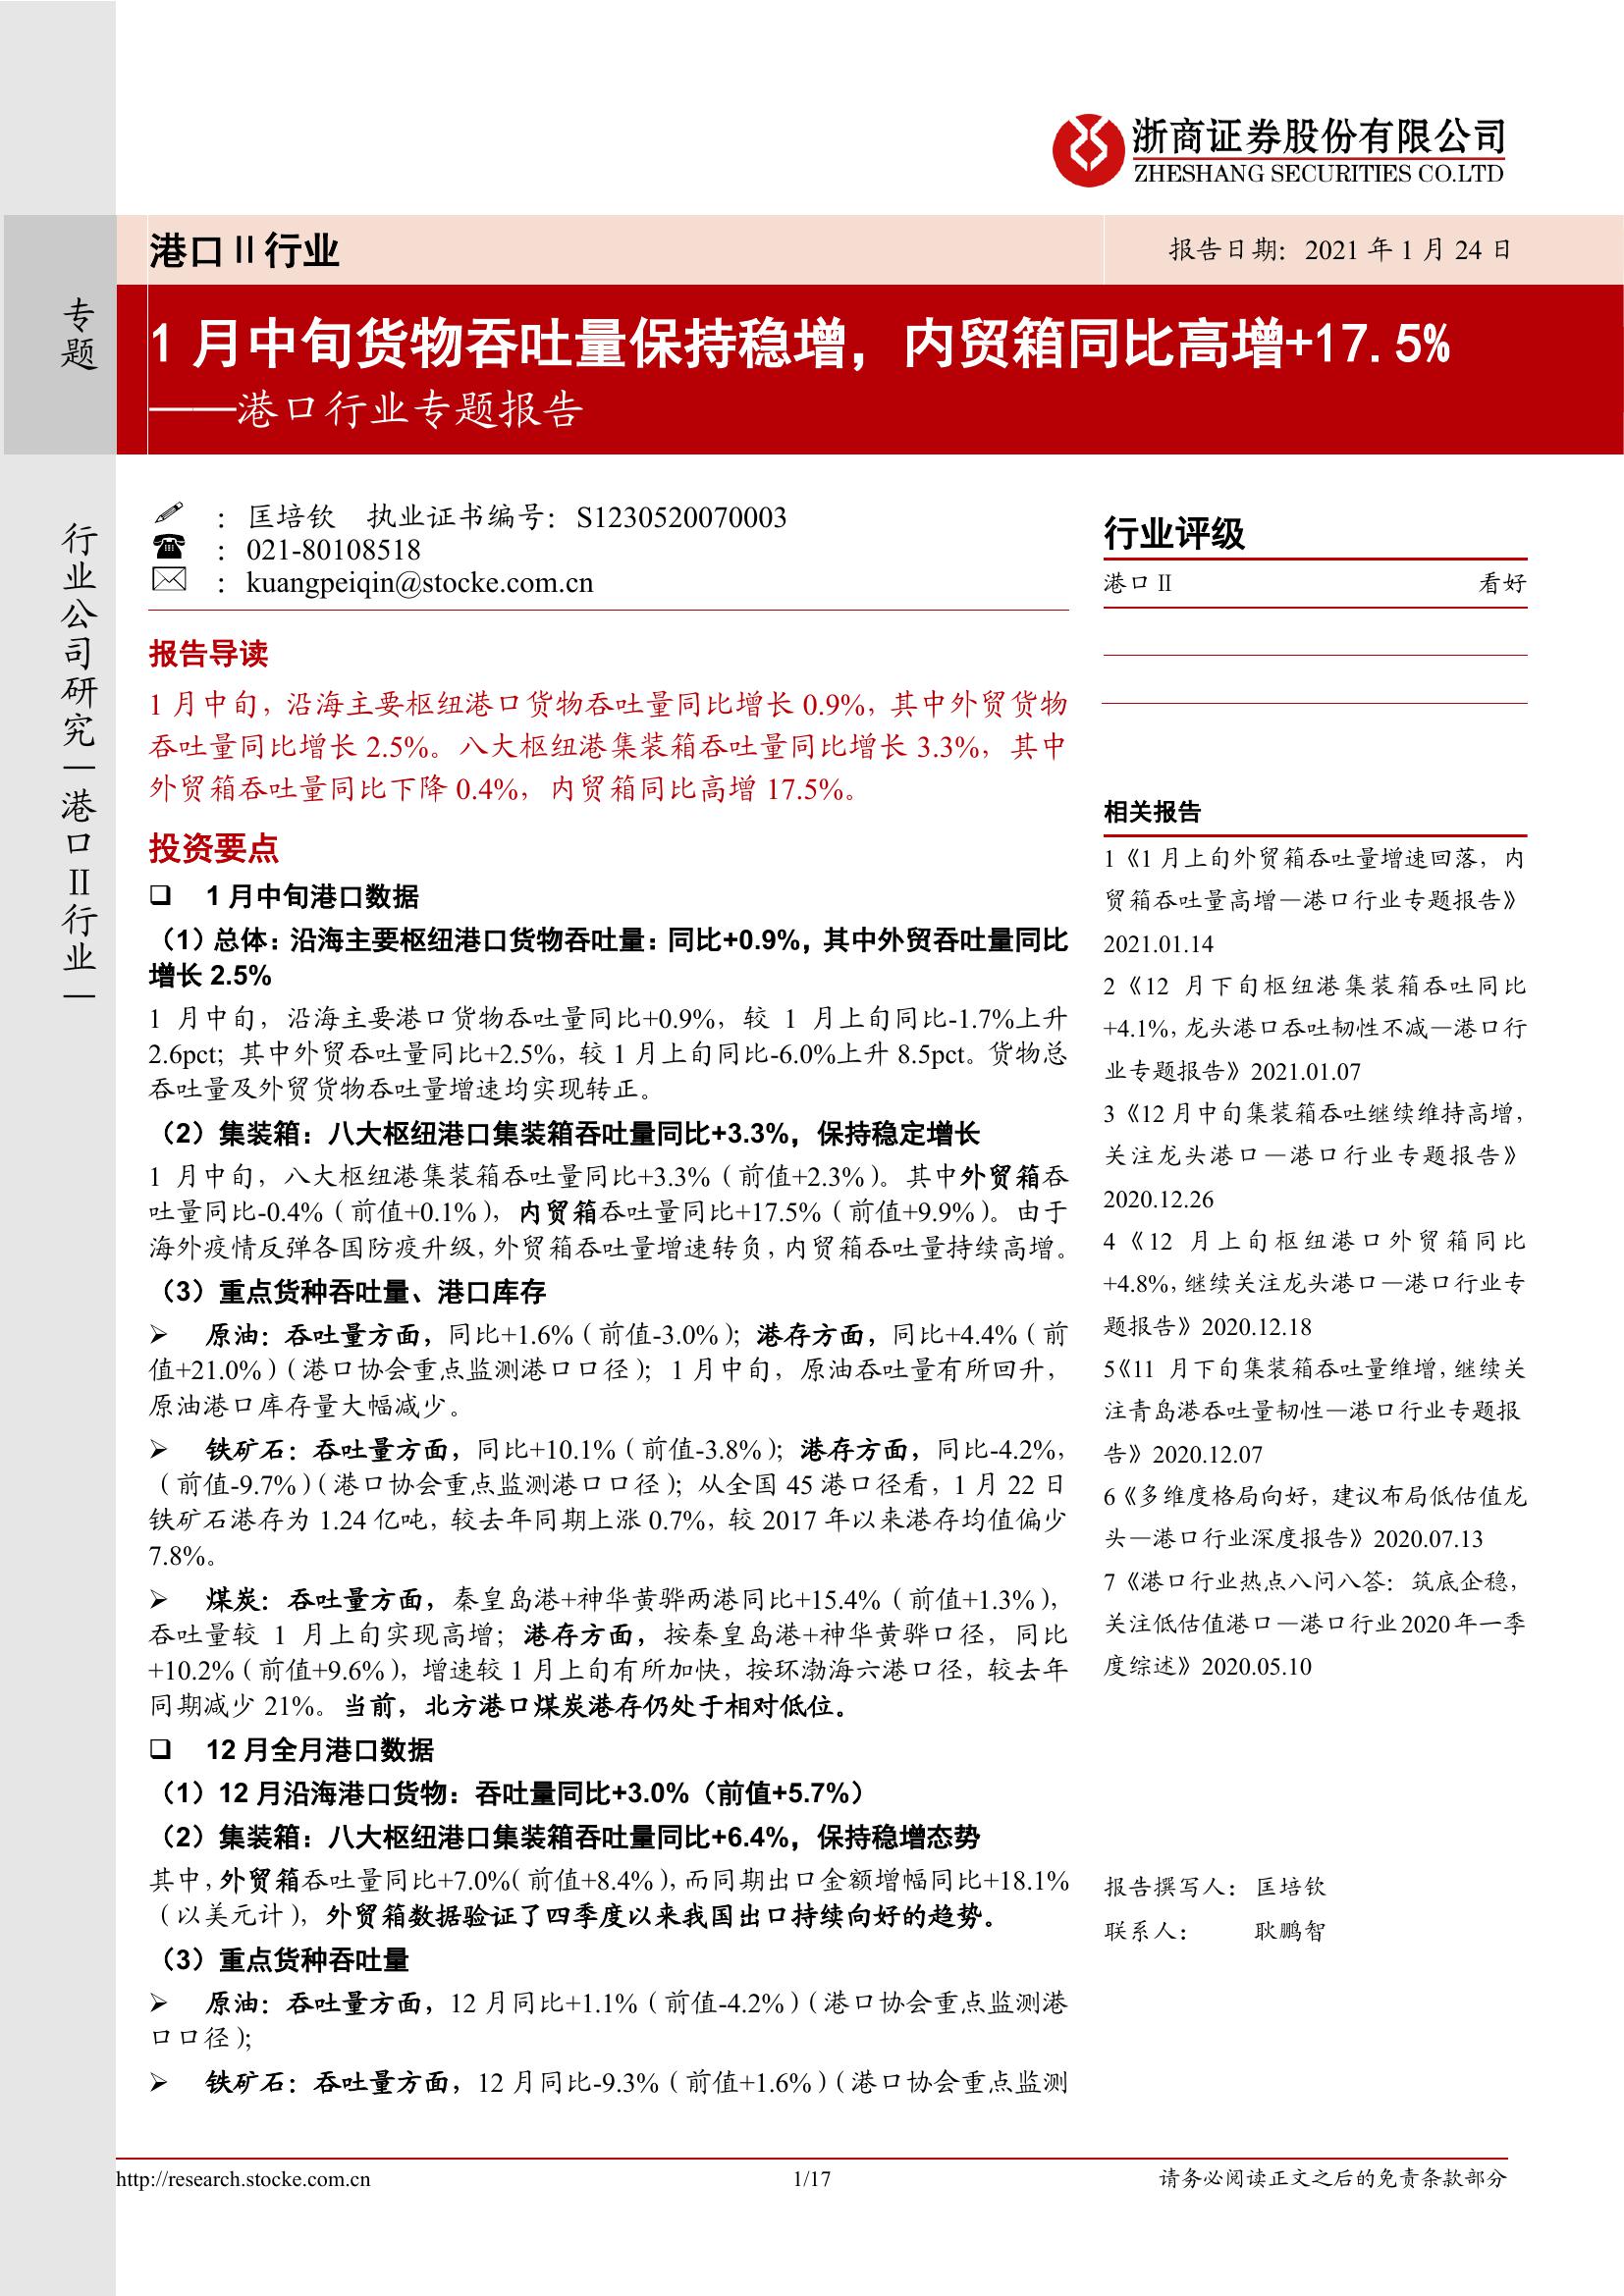 浙商证券股份有限公司
ZHESHANG SECURITIES CO.LTD
港口Ⅱ行业
报告日期：2021 年 1 月 24 日
专题
1 月中旬货物吞吐量保持稳增，内贸箱同比高增+17.5%
——港口行业专题报告
行业公司研究｜港口Ⅱ行业｜
：匡培钦 执业证书编号：S1230520070003
：021-80108518
：kuangpeiqin@stocke.com.cn
报告导读
1 月中旬，沿海主要枢纽港口货物吞吐量同比增长 0.9%，其中外贸货物
吞吐量同比增长 2.5%。八大枢纽港集装箱吞吐量同比增长 3.3%，其中
外贸箱吞吐量同比下降 0.4%，内贸箱同比高增 17.5%。
投资要点
❑ 1 月中旬港口数据
（1）总体：沿海主要枢纽港口货物吞吐量：同比+0.9%，其中外贸吞吐量同比
增长 2.5%
1 月中旬，沿海主要港口货物吞吐量同比+0.9%，较 1 月上旬同比-1.7%上升
2.6pct；其中外贸吞吐量同比+2.5%，较 1 月上旬同比-6.0%上升 8.5pct。货物总
吞吐量及外贸货物吞吐量增速均实现转正。
（2）集装箱：八大枢纽港口集装箱吞吐量同比+3.3%，保持稳定增长
1 月中旬，八大枢纽港集装箱吞吐量同比+3.3%（前值+2.3%）。其中外贸箱吞
吐量同比-0.4%（前值+0.1%），内贸箱吞吐量同比+17.5%（前值+9.9%）。由于
海外疫情反弹各国防疫升级，外贸箱吞吐量增速转负，内贸箱吞吐量持续高增。
（3）重点货种吞吐量、港口库存
➢ 原油：吞吐量方面，同比+1.6%（前值-3.0%）；港存方面，同比+4.4%（前
值+21.0%）（港口协会重点监测港口口径）；1 月中旬，原油吞吐量有所回升，
原油港口库存量大幅减少。
➢ 铁矿石：吞吐量方面，同比+10.1%（前值-3.8%）；港存方面，同比-4.2%，
（前值-9.7%）（港口协会重点监测港口口径）；从全国 45 港口径看，1 月 22 日
铁矿石港存为 1.24 亿吨，较去年同期上涨 0.7%，较 2017 年以来港存均值偏少
7.8%。
➢ 煤炭：吞吐量方面，秦皇岛港+神华黄骅两港同比+15.4%（前值+1.3%），
吞吐量较 1 月上旬实现高增；港存方面，按秦皇岛港+神华黄骅口径，同比
+10.2%（前值+9.6%），增速较 1 月上旬有所加快，按环渤海六港口径，较去年
同期减少 21%。当前，北方港口煤炭港存仍处于相对低位。
❑ 12 月全月港口数据
（1）12 月沿海港口货物：吞吐量同比+3.0%（前值+5.7%）
（2）集装箱：八大枢纽港口集装箱吞吐量同比+6.4%，保持稳增态势
其中，外贸箱吞吐量同比+7.0%（前值+8.4%），而同期出口金额增幅同比+18.1%
（以美元计），外贸箱数据验证了四季度以来我国出口持续向好的趋势。
（3）重点货种吞吐量
➢ 原油：吞吐量方面，12 月同比+1.1%（前值-4.2%）（港口协会重点监测港
口口径）；
➢ 铁矿石：吞吐量方面，12 月同比-9.3%（前值+1.6%）（港口协会重点监测
行业评级
港口Ⅱ 看好
相关报告
1《1 月上旬外贸箱吞吐量增速回落，内
贸箱吞吐量高增—港口行业专题报告》
2021.01.14
2《12 月下旬枢纽港集装箱吞吐同比
+4.1%，龙头港口吞吐韧性不减—港口行
业专题报告》2021.01.07
3《12 月中旬集装箱吞吐继续维持高增，
关注龙头港口—港口行业专题报告》
2020.12.26
4《12 月上旬枢纽港口外贸箱同比
+4.8%，继续关注龙头港口—港口行业专
题报告》2020.12.18
5《11 月下旬集装箱吞吐量维增，继续关
注青岛港吞吐量韧性—港口行业专题报
告》2020.12.07
6《多维度格局向好，建议布局低估值龙
头—港口行业深度报告》2020.07.13
7《港口行业热点八问八答：筑底企稳，
关注低估值港口—港口行业 2020 年一季
度综述》2020.05.10
报告撰写人：匡培钦
联系人： 耿鹏智
http://research.stocke.com.cn
1/17
请务必阅读正文之后的免责条款部分